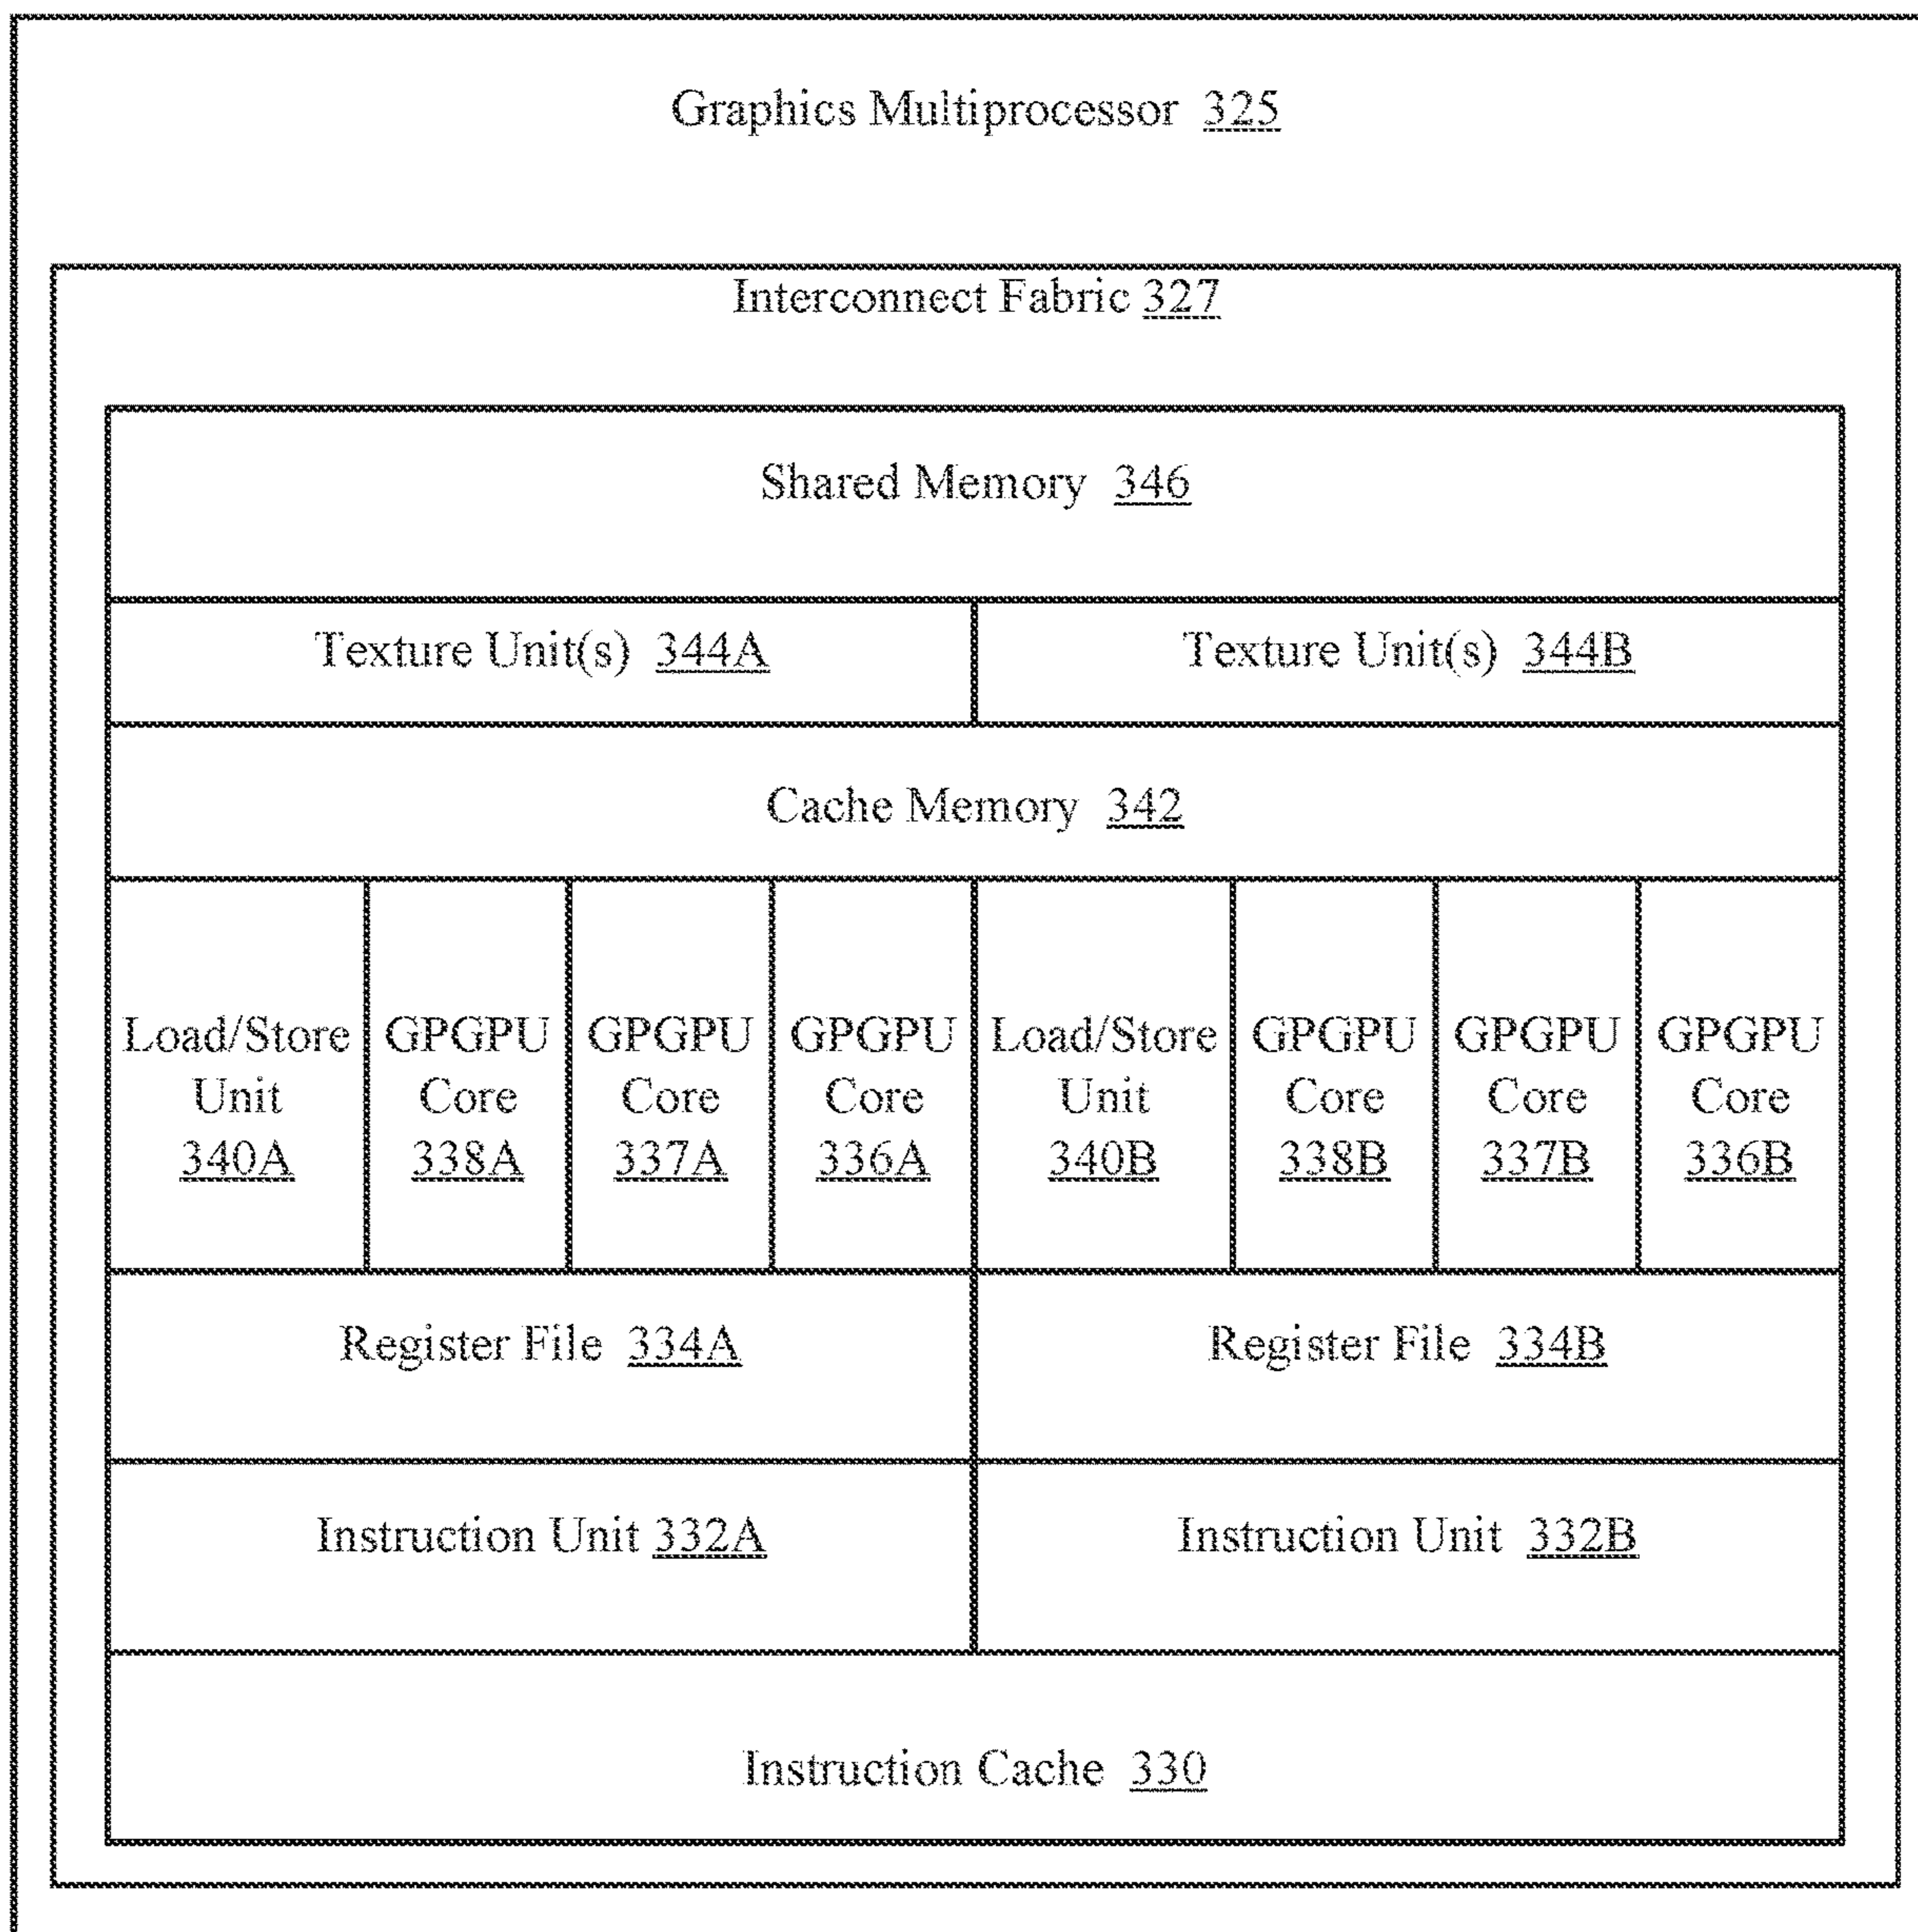 Graphics Multiprocessor 325
Interconnect Fabric 327
Shared Memory 346
Texture Unit(s) 344A
Texture Unit(s) 344B
Cache Memory 342
Load/Store
Unit
340A
GPGPU
Core
338A
GPGPU
Core
337A
GPGPU
Core
336A
Load/Store
Unit
340B
GPGPU
Core
338B
GPGPU
Core
337B
GPGPU
Core
336B
Register File 334A
Register File 334B
Instruction Unit 332A
Instruction Unit 332B
Instruction Cache 330